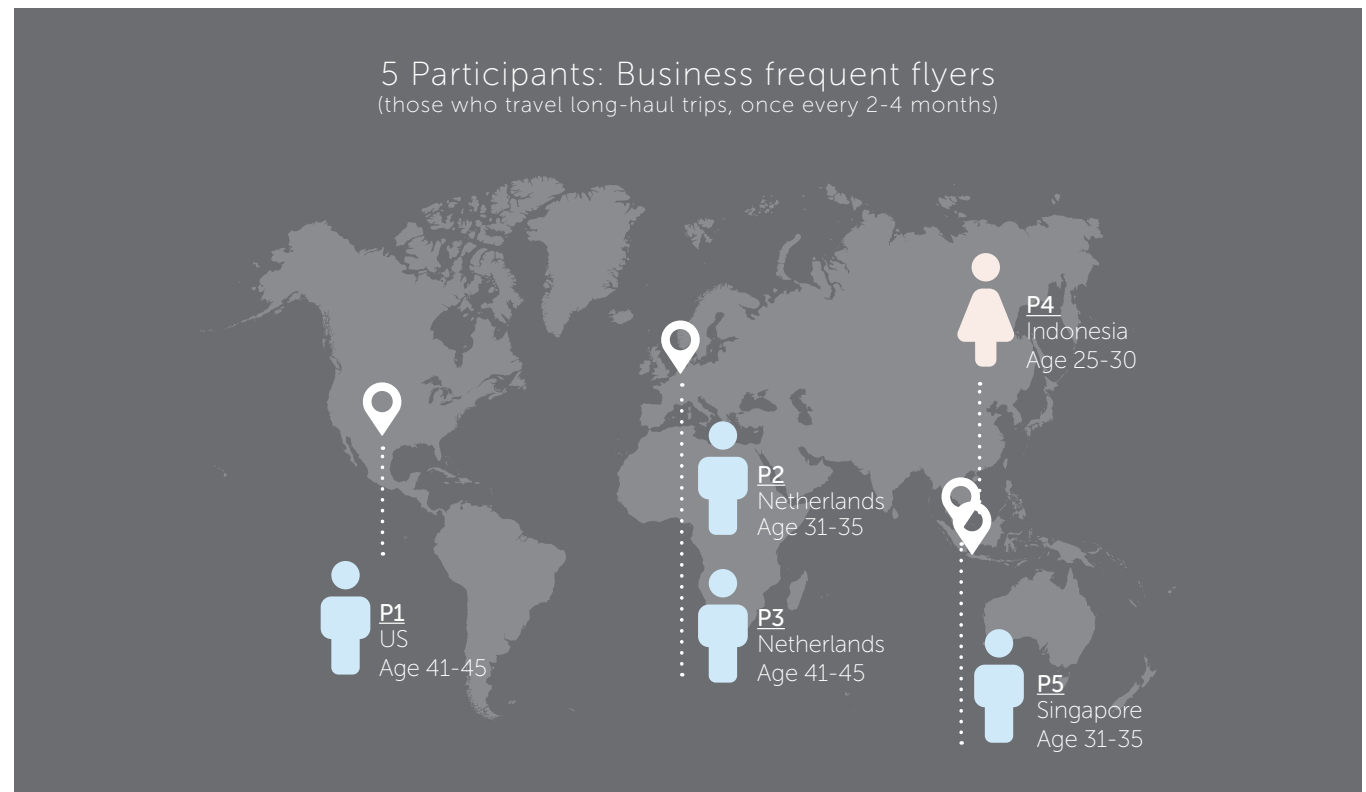 5 Participants: Business frequent flyers
(those who travel long-haul trips, once every 2-4 months)
P4
Indonesia
Age 25-30
P2
Netherlands
Age 31-35
P1
US
Age 41-45
P3
Netherlands
Age 41-45
P5
Singapore
Age 31-35